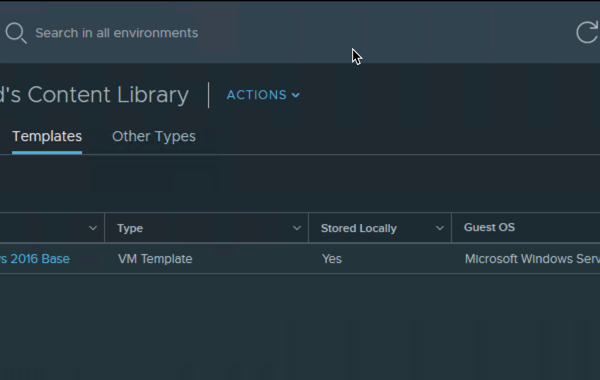 Search in all environments
d's Content Library
ACTIONS
Templates Other Types
Type Stored Locally Guest OS
s 2016 Base VM Template Yes Microsoft Windows Serv